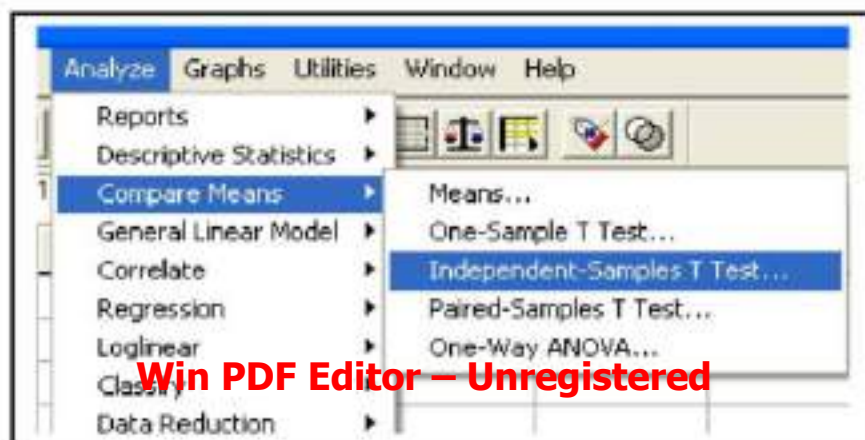 Analyze Graphs Utilities Window Help
Reports
Descriptive Statistics
Compare Means
General Linear Model
Correlate
Regression
Loglinear
Classify
Data Reduction
Means...
One-Sample T Test...
Independent-Samples T Test...
Paired-Samples T Test...
One-Way ANOVA...
Win PDF Editor – Unregistered
1